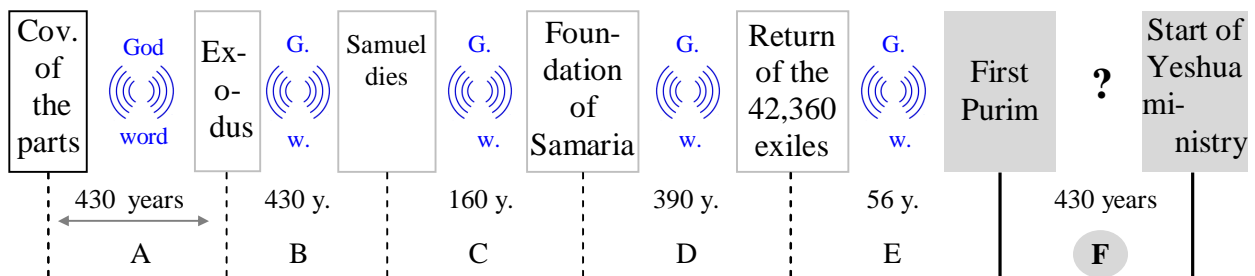 Cov.
of
the
parts
God
word
Ex-
o-
dus
G.
w.
Samuel
dies
G.
w.
Foun-
dation
of
Samaria
G.
w.
Return
of the
42,360
exiles
G.
w.
First
Purim
?
Start of
Yeshua
mi-
nistry
430 years
430 y.
160 y.
390 y.
56 y.
430 years
A
B
C
D
E
F